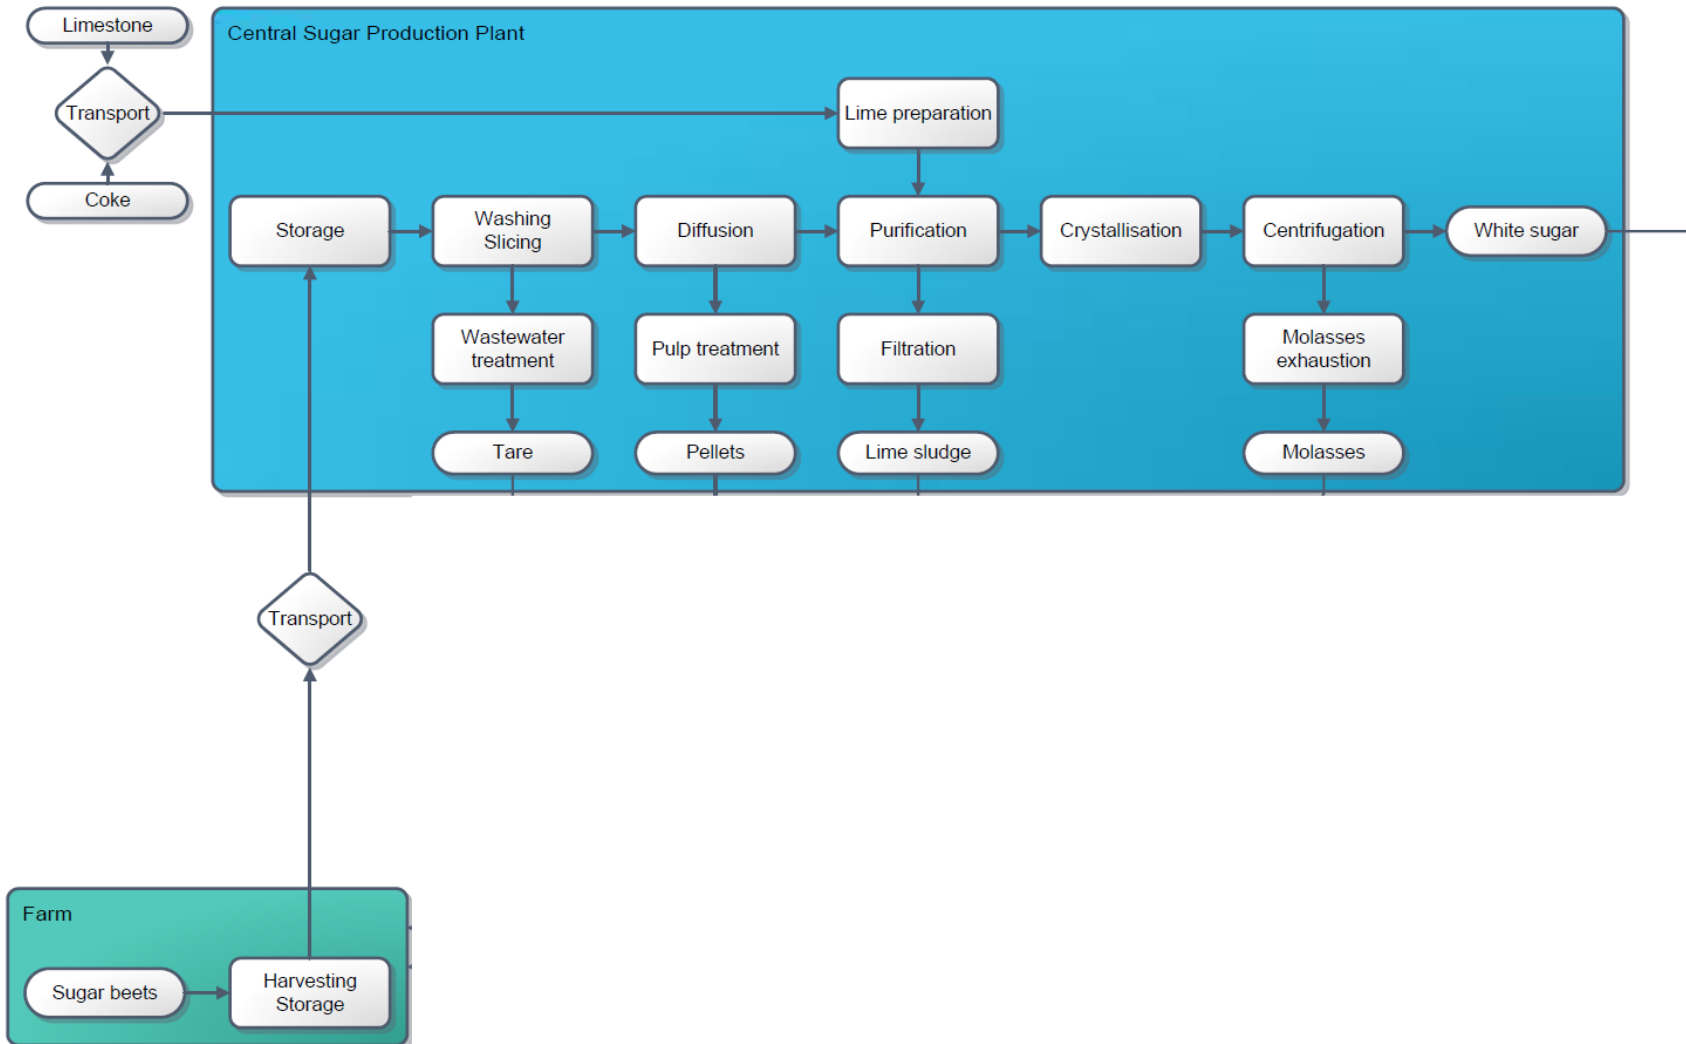 Limestone
Central Sugar Production Plant
Transport
Lime preparation
Coke
Storage
Washing
Slicing
Diffusion
Purification
Crystallisation
Centrifugation
White sugar
Wastewater
treatment
Pulp treatment
Filtration
Molasses
exhaustion
Tare
Pellets
Lime sludge
Molasses
Transport
Farm
Sugar beets
Harvesting
Storage